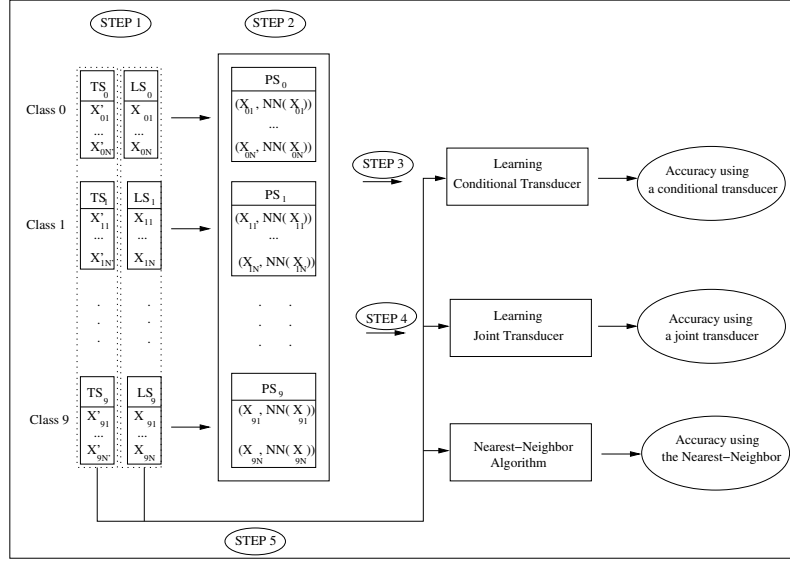 STEP 1
STEP 2
TS0
LS0
PS0
Class 0
X'01
X01
(X01, NN( X01))
...
...
...
X'0N'
X0N
(X0N, NN( X0N))
STEP 3
Learning
Conditional Transducer
Accuracy using
a conditional transducer
TS1
LS1
PS1
Class 1
X'11
X11
(X11, NN( X11))
...
...
...
X'1N'
X1N
(X1N, NN( X1N))
.
.
.
.
.
.
.
.
.
.
.
.
STEP 4
Learning
Joint Transducer
Accuracy using
a joint transducer
TS9
LS9
PS9
Class 9
X'91
X91
(X91, NN( X91))
...
...
...
X'9N'
X9N
(X9N, NN( X9N))
Nearest-Neighbor
Algorithm
Accuracy using
the Nearest-Neighbor
STEP 5